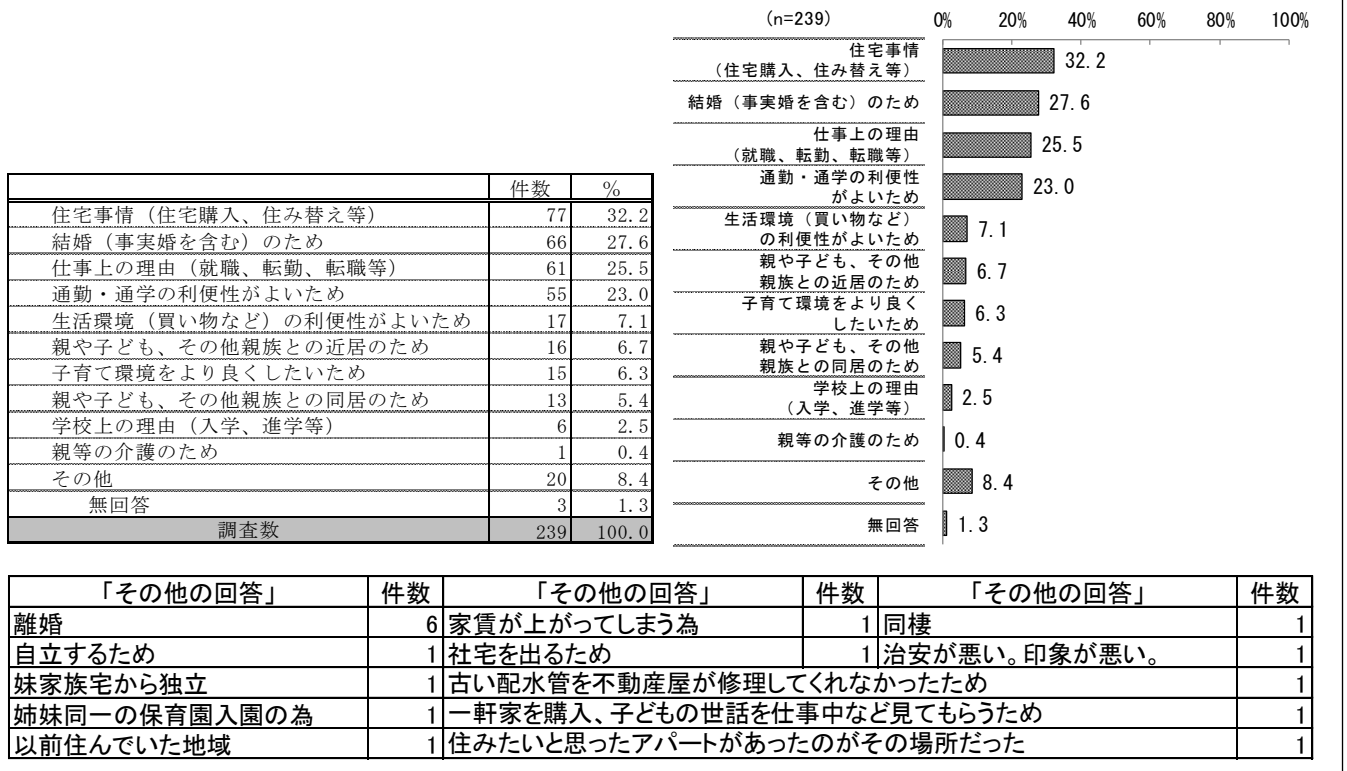 （n=239）
0% 20% 40% 60% 80% 100%
住宅事情
（住宅購入、住み替え等）
32.2
結婚（事実婚を含む）のため
27.6
仕事上の理由
（就職、転勤、転職等）
25.5
通勤・通学の利便性
がよいため
23.0
生活環境（買い物など）
の利便性がよいため
7.1
親や子ども、その他
親族との近居のため
6.7
子育て環境をより良く
したいため
6.3
親や子ども、その他
親族との同居のため
5.4
学校上の理由
（入学、進学等）
2.5
親等の介護のため
0.4
その他
8.4
無回答
1.3
件数 %
住宅事情（住宅購入、住み替え等） 77 32.2
結婚（事実婚を含む）のため 66 27.6
仕事上の理由（就職、転勤、転職等） 61 25.5
通勤・通学の利便性がよいため 55 23.0
生活環境（買い物など）の利便性がよいため 17 7.1
親や子ども、その他親族との近居のため 16 6.7
子育て環境をより良くしたいため 15 6.3
親や子ども、その他親族との同居のため 13 5.4
学校上の理由（入学、進学等） 6 2.5
親等の介護のため 1 0.4
その他 20 8.4
無回答 3 1.3
調査数 239 100.0
「その他の回答」 件数 「その他の回答」 件数 「その他の回答」 件数
離婚 6 家賃が上がってしまう為 1 同棲 1
自立するため 1 社宅を出るため 1 治安が悪い。印象が悪い。 1
妹家族宅から独立 1 古い配水管を不動産屋が修理してくれなかったため 1
姉妹同一の保育園入園の為 1 一軒家を購入、子どもの世話を仕事中など見てもらうため 1
以前住んでいた地域 1 住みたいと思ったアパートがあったのがその場所だった 1